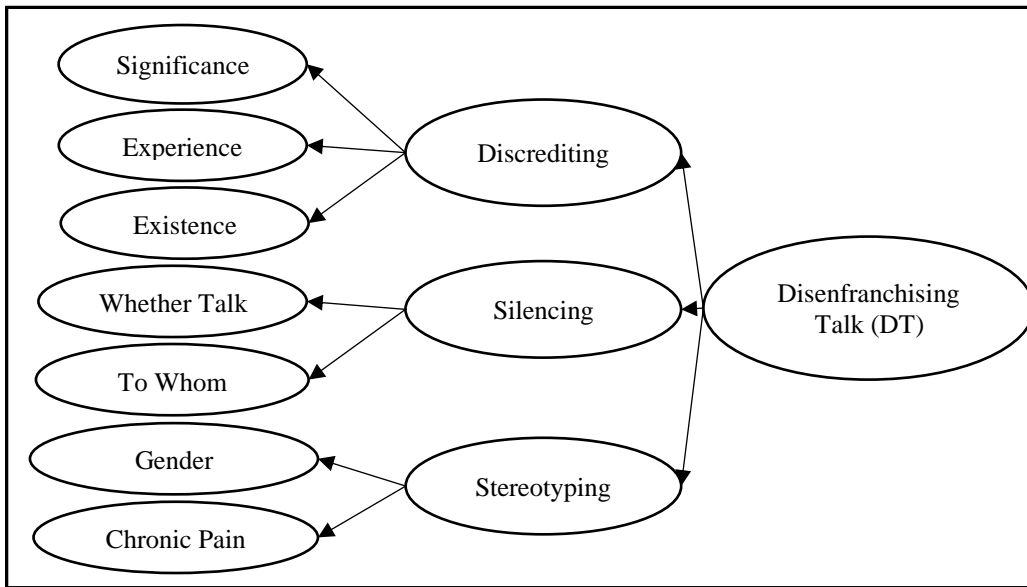 Significance
Experience
Existence
Whether Talk
To Whom
Gender
Chronic Pain
Discrediting
Silencing
Stereotyping
Disenfranchising
Talk (DT)